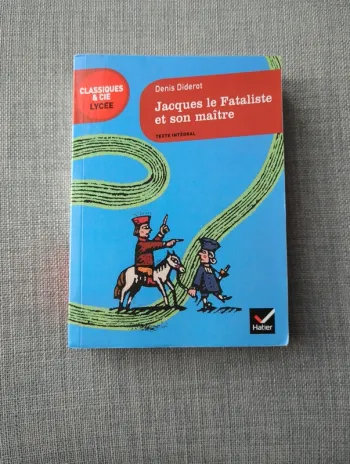 CLASSIQUES
& CIE
LYCÉE
Denis Diderot
Jacques le Fataliste
et son maître
TEXTE INTÉGRAL
Hatier